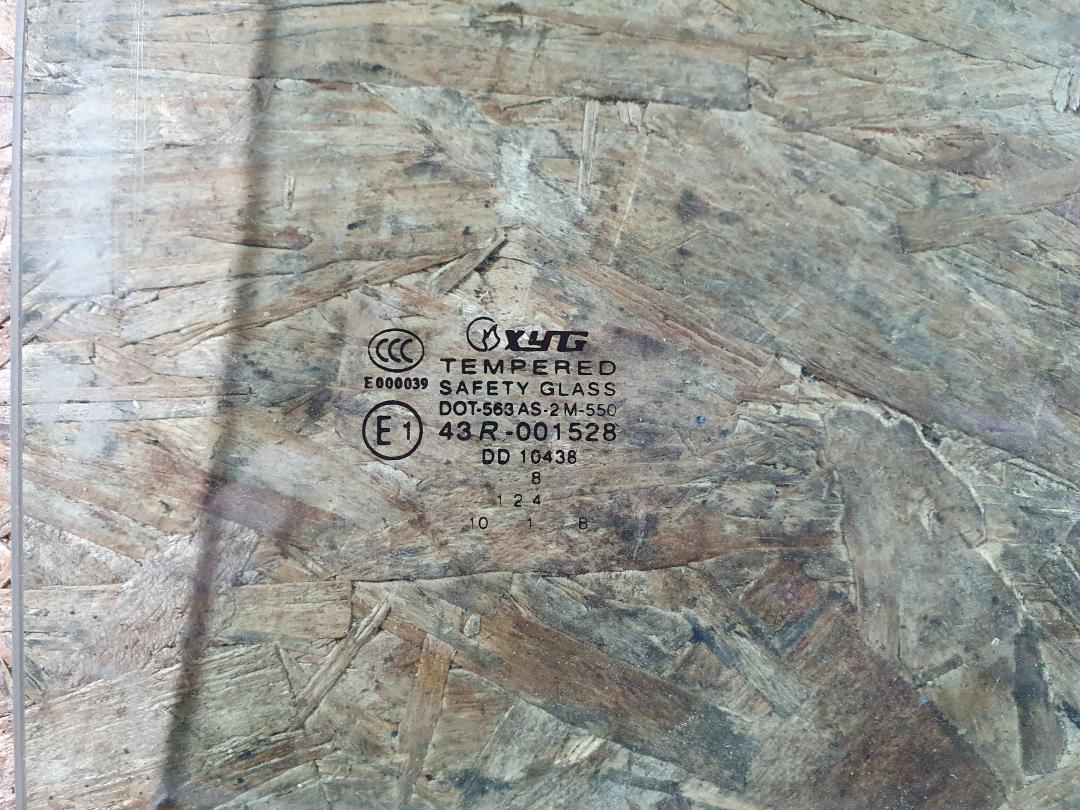 XYG
CCC
TEMPERED
E000039
SAFETY GLASS
DOT-563 AS-2 M-550
E1
43R-001528
DD 10438
8
1 2 4
10 1 8